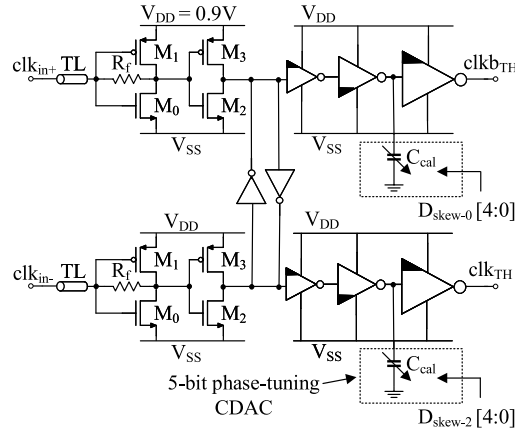 V_DD = 0.9V
V_DD
clk_in+
TL
R_f
M_1
M_3
M_0
M_2
clkb_TH
V_SS
V_SS
C_cal
D_skew-0 [4:0]
V_DD
V_DD
clk_in-
TL
R_f
M_1
M_3
M_0
M_2
clk_TH
V_SS
V_SS
C_cal
5-bit phase-tuning
CDAC
D_skew-2 [4:0]